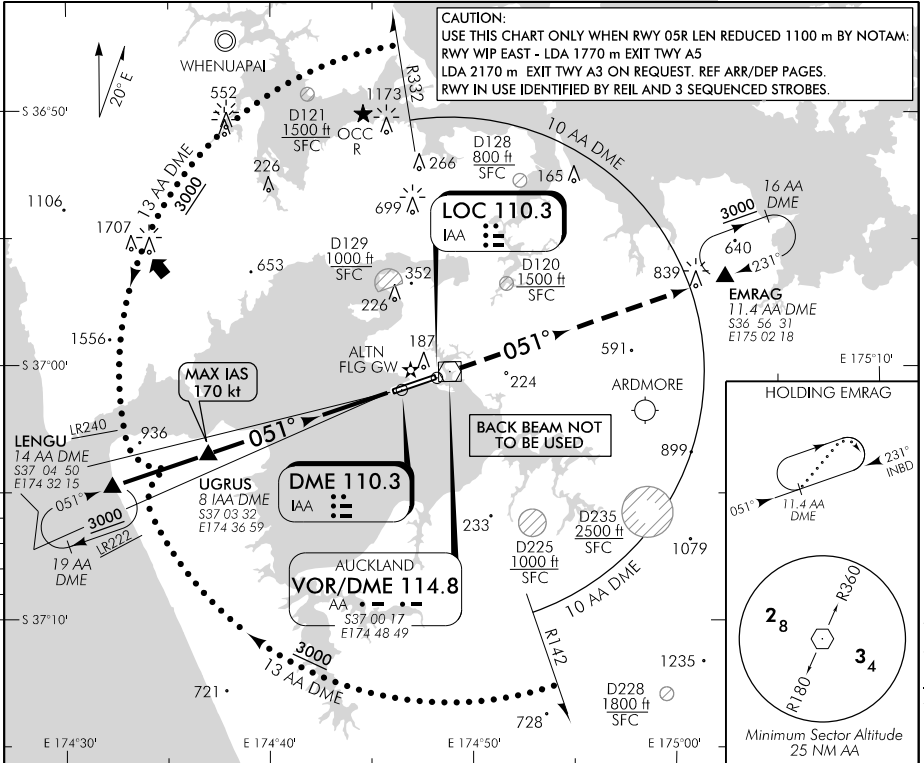 CAUTION:
USE THIS CHART ONLY WHEN RWY 05R LEN REDUCED 1100 m BY NOTAM:
RWY WIP EAST - LDA 1770 m EXIT TWY A5
LDA 2170 m EXIT TWY A3 ON REQUEST. REF ARR/DEP PAGES.
RWY IN USE IDENTIFIED BY REIL AND 3 SEQUENCED STROBES.
20° E
WHENUAPAI
R332
S 36°50'
552
D121
1500 ft
SFC
OCC
R
1173
10 AA DME
D128
800 ft
SFC
266
165
226
13 AA DME
3000
1106
699
LOC 110.3
IAA
16 AA
DME
3000
640
231°
1707
653
D129
1000 ft
SFC
352
226
D120
1500 ft
SFC
839
EMRAG
11.4 AA DME
S36 56 31
E175 02 18
1556
187
051°
591
S 37°00'
ALTN
FLG GW
224
E 175°10'
MAX IAS
170 kt
ARDMORE
HOLDING EMRAG
231°
INBD
051°
11.4 AA
DME
LENGU
14 AA DME
S37 04 50
E174 32 15
LR240
936
051°
BACK BEAM NOT
TO BE USED
899
051°
3000
LR222
19 AA
DME
UGRUS
8 IAA DME
S37 03 32
E174 36 59
DME 110.3
IAA
233
D225
1000 ft
SFC
D235
2500 ft
SFC
1079
AUCKLAND
VOR/DME 114.8
AA
S37 00 17
E174 48 49
10 AA DME
S 37°10'
R142
3000
13 AA DME
721
728
1235
D228
1800 ft
SFC
R360
2 8
3 4
R180
Minimum Sector Altitude
25 NM AA
E 174°30'
E 174°40'
E 174°50'
E 175°00'